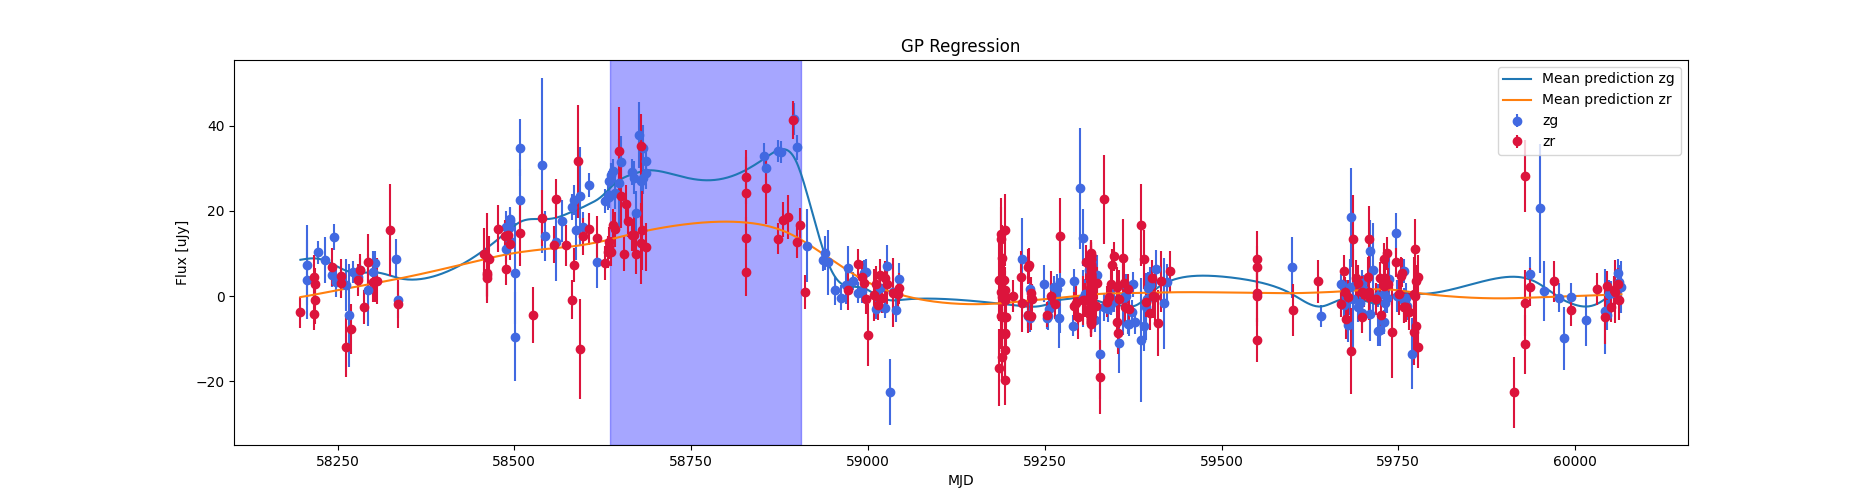 GP Regression
Flux [uJy]
40
20
0
−20
Mean prediction zg
Mean prediction zr
zg
zr
58250 58500 58750 59000 59250 59500 59750 60000
MJD